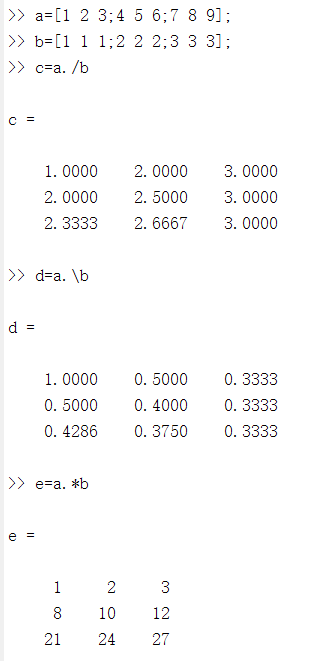 >> a=[1 2 3;4 5 6;7 8 9];
>> b=[1 1 1;2 2 2;3 3 3];
>> c=a./b
c =
1.0000 2.0000 3.0000
2.0000 2.5000 3.0000
2.3333 2.6667 3.0000
>> d=a.\b
d =
1.0000 0.5000 0.3333
0.5000 0.4000 0.3333
0.4286 0.3750 0.3333
>> e=a.*b
e =
1 2 3
8 10 12
21 24 27